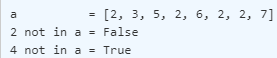 a          = [2, 3, 5, 2, 6, 2, 2, 7]
2 not in a = False
4 not in a = True